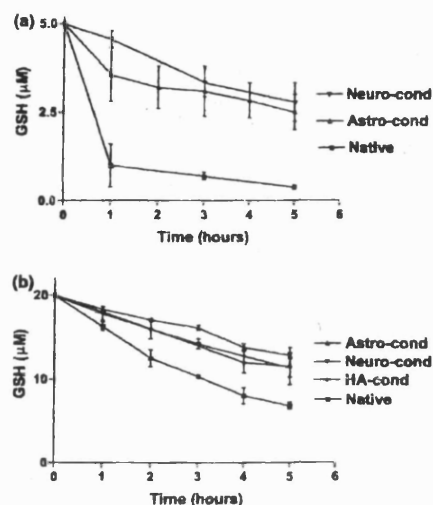 (a)
5.0
2.5
0.0
GSH (μM)
0 1 2 3 4 5 6
Time (hours)
Neuro-cond
Astro-cond
Native
(b)
20
10
0
GSH (μM)
0 1 2 3 4 5 6
Time (hours)
Astro-cond
Neuro-cond
HA-cond
Native